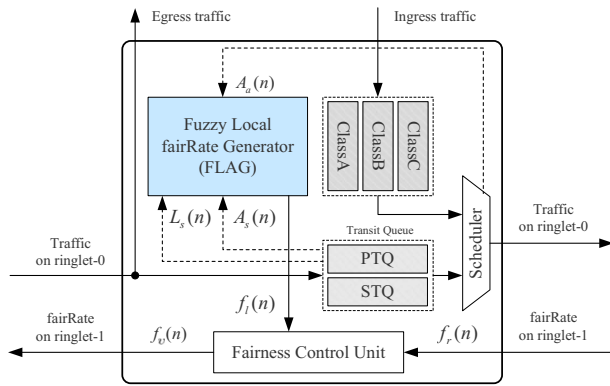 Egress traffic
Ingress traffic
A_a(n)
Fuzzy Local
fairRate Generator
(FLAG)
ClassA
ClassB
ClassC
L_s(n)
A_s(n)
Transit Queue
PTQ
STQ
Scheduler
Traffic
on ringlet-0
Traffic
on ringlet-0
f_l(n)
fairRate
on ringlet-1
f_υ(n)
Fairness Control Unit
f_r(n)
fairRate
on ringlet-1